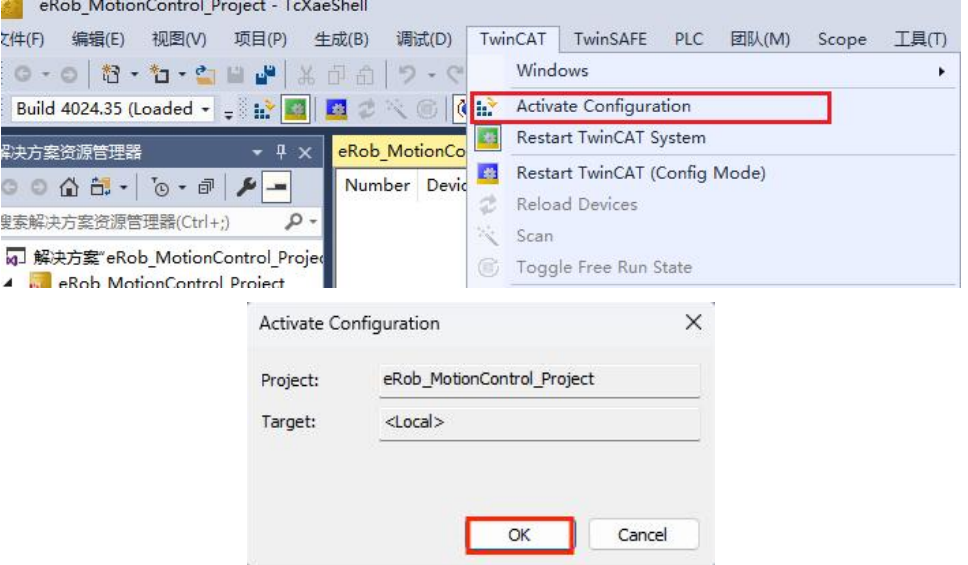 eRob_MotionControl_Project - TcXaeShell
文件(F) 编辑(E) 视图(V) 项目(P) 生成(B) 调试(D) TwinCAT TwinSAFE PLC 团队(M) Scope 工具(T)
Windows
Build 4024.35 (Loaded
Activate Configuration
Restart TwinCAT System
解决方案资源管理器
eRob_MotionCo
Restart TwinCAT (Config Mode)
Number Devic
Reload Devices
搜索解决方案资源管理器(Ctrl+;)
Scan
解决方案"eRob_MotionControl_Projec
Toggle Free Run State
eRob_MotionControl_Project
Activate Configuration
Project: eRob_MotionControl_Project
Target: <Local>
OK Cancel